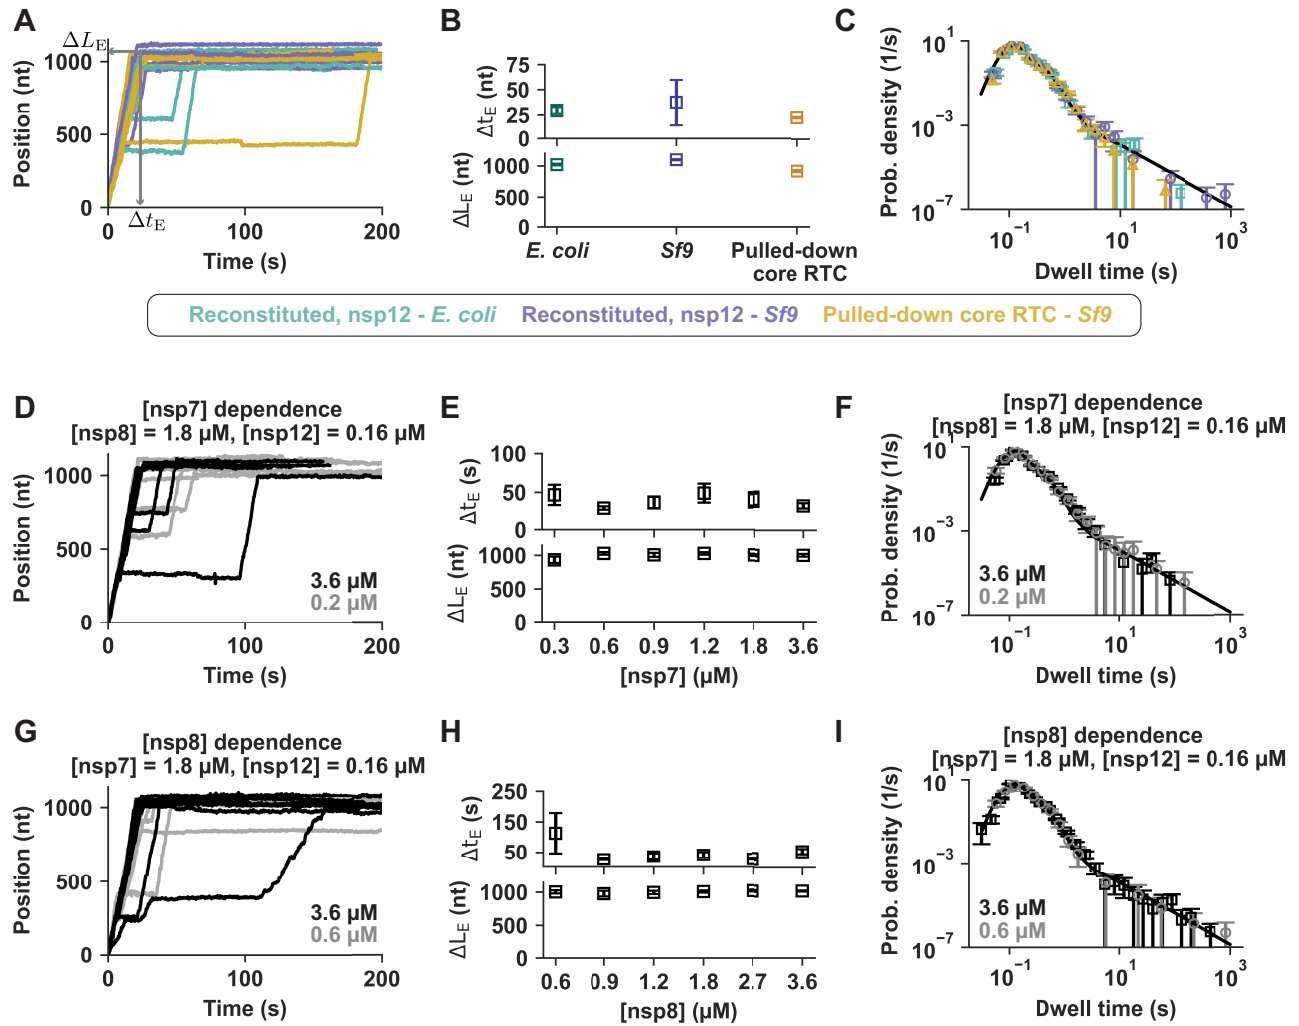 A
ΔL_E
Position (nt)
1000
500
0
0
100
200
Δt_E
Time (s)
B
Δt_E (nt)
75
50
25
0
ΔL_E (nt)
1000
500
0
E. coli
Sf9
Pulled-down
core RTC
C
Prob. density (1/s)
10^1
10^−3
10^−7
10^−1
10^1
10^3
Dwell time (s)
Reconstituted, nsp12 - E. coli
Reconstituted, nsp12 - Sf9
Pulled-down core RTC - Sf9
D
[nsp7] dependence
[nsp8] = 1.8 µM, [nsp12] = 0.16 µM
Position (nt)
1000
500
0
3.6 µM
0.2 µM
0
100
200
Time (s)
E
Δt_E (s)
100
50
0
ΔL_E (nt)
1000
500
0
0.3
0.6
0.9
1.2
1.8
3.6
[nsp7] (µM)
F
[nsp7] dependence
[nsp8] = 1.8 µM, [nsp12] = 0.16 µM
Prob. density (1/s)
10^1
10^−3
10^−7
3.6 µM
0.2 µM
10^−1
10^1
10^3
Dwell time (s)
G
[nsp8] dependence
[nsp7] = 1.8 µM, [nsp12] = 0.16 µM
Position (nt)
1000
500
0
3.6 µM
0.6 µM
0
100
200
Time (s)
H
Δt_E (s)
250
150
50
ΔL_E (nt)
1000
500
0
0.6
0.9
1.2
1.8
2.7
3.6
[nsp8] (µM)
I
[nsp8] dependence
[nsp7] = 1.8 µM, [nsp12] = 0.16 µM
Prob. density (1/s)
10^1
10^−3
10^−7
3.6 µM
0.6 µM
10^−1
10^1
10^3
Dwell time (s)